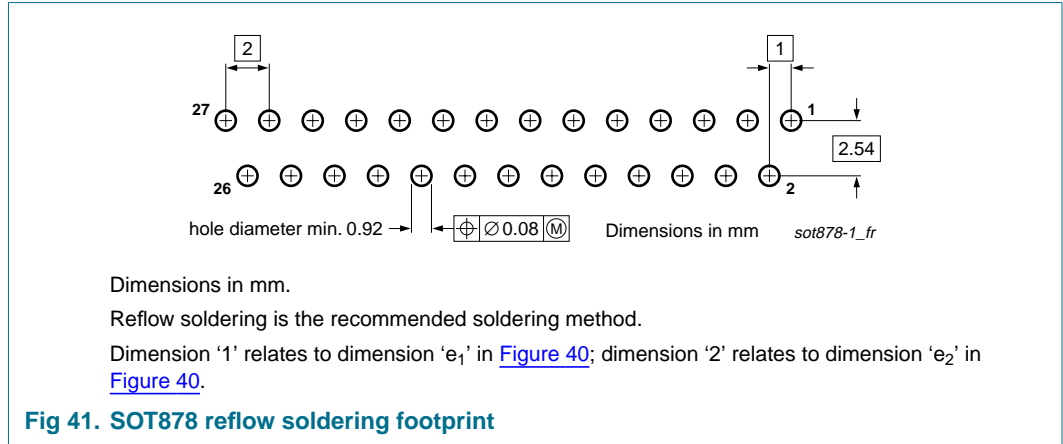 2
1
27
1
2.54
26
2
hole diameter min. 0.92
⌖ ∅ 0.08 Ⓜ
Dimensions in mm
sot878-1_fr
Dimensions in mm.
Reflow soldering is the recommended soldering method.
Dimension ‘1’ relates to dimension ‘e1’ in Figure 40; dimension ‘2’ relates to dimension ‘e2’ in
Figure 40.
Fig 41. SOT878 reflow soldering footprint